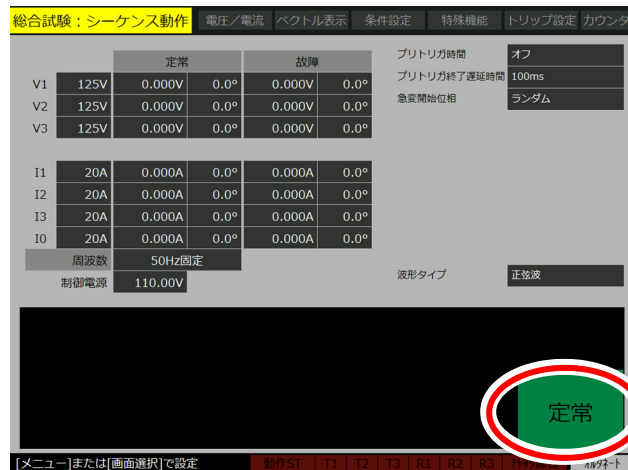 総合試験：シーケンス動作 電圧／電流 ベクトル表示 条件設定 特殊機能 トリップ設定 カウンタ
定常 故障
V1 125V 0.000V 0.0° 0.000V 0.0°
V2 125V 0.000V 0.0° 0.000V 0.0°
V3 125V 0.000V 0.0° 0.000V 0.0°
I1 20A 0.000A 0.0° 0.000A 0.0°
I2 20A 0.000A 0.0° 0.000A 0.0°
I3 20A 0.000A 0.0° 0.000A 0.0°
I0 20A 0.000A 0.0° 0.000A 0.0°
周波数 50Hz固定
制御電源 110.00V
プリトリガ時間 オフ
プリトリガ終了遅延時間 100ms
急変開始位相 ランダム
波形タイプ 正弦波
定常
[メニュー]または[画面選択]で設定 動作ST T1 T2 T3 R1 R2 R3 オルタネート